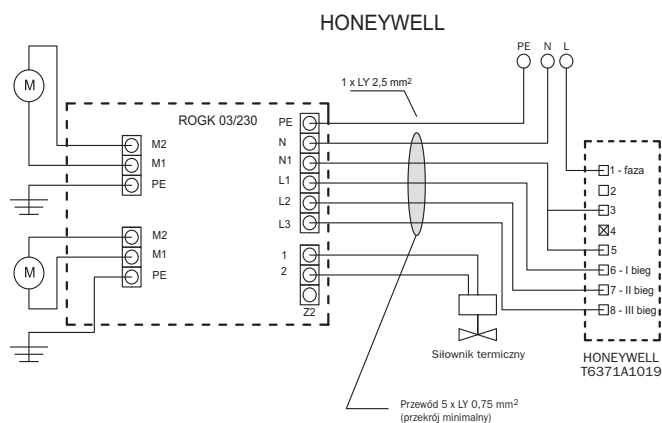 HONEYWELL
PE N L
1 x LY 2,5 mm²
ROGK 03/230
M
M2
M1
PE
M
M2
M1
PE
PE
N
N1
L1
L2
L3
1
2
Z2
1 - faza
2
3
4
5
6 - I bieg
7 - II bieg
8 - III bieg
Siłownik termiczny
HONEYWELL
T6371A1019
Przewód 5 x LY 0,75 mm²
(przekrój minimalny)